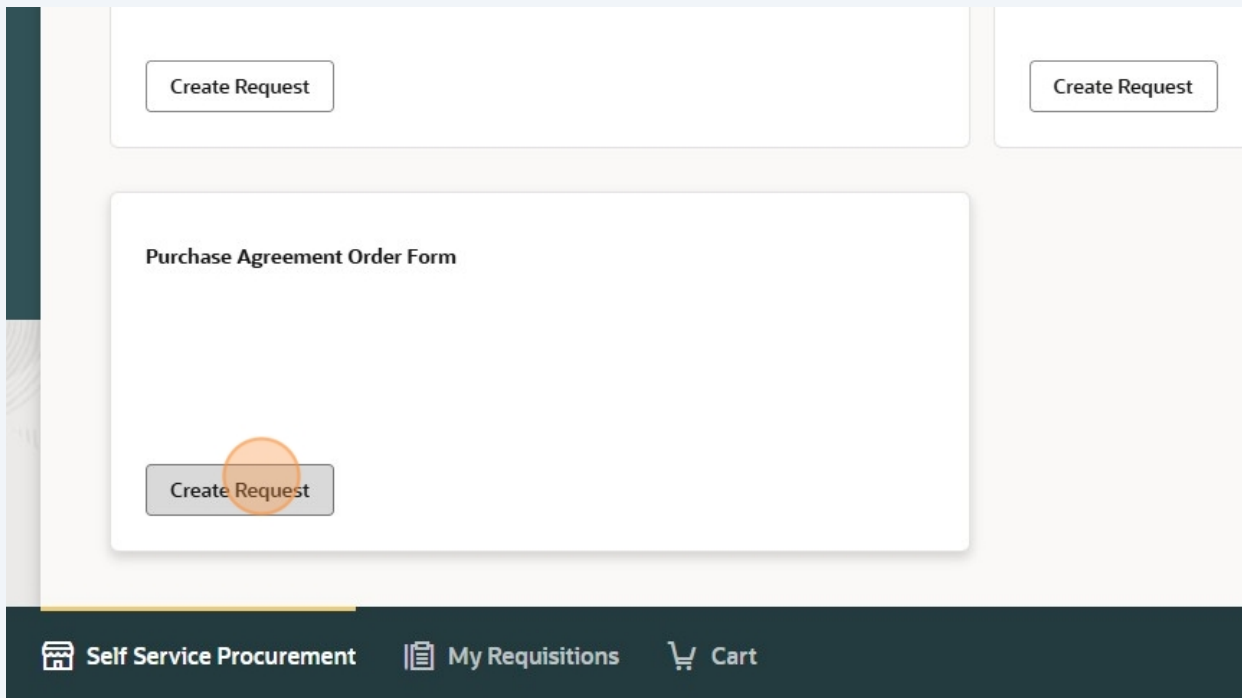 Create Request
Create Request
Purchase Agreement Order Form
Create Request
Self Service Procurement
My Requisitions
Cart